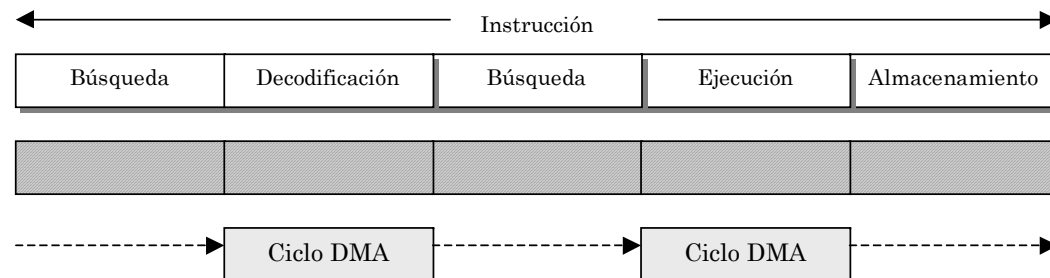 Instrucción
Búsqueda Decodificación Búsqueda Ejecución Almacenamiento
Ciclo DMA Ciclo DMA